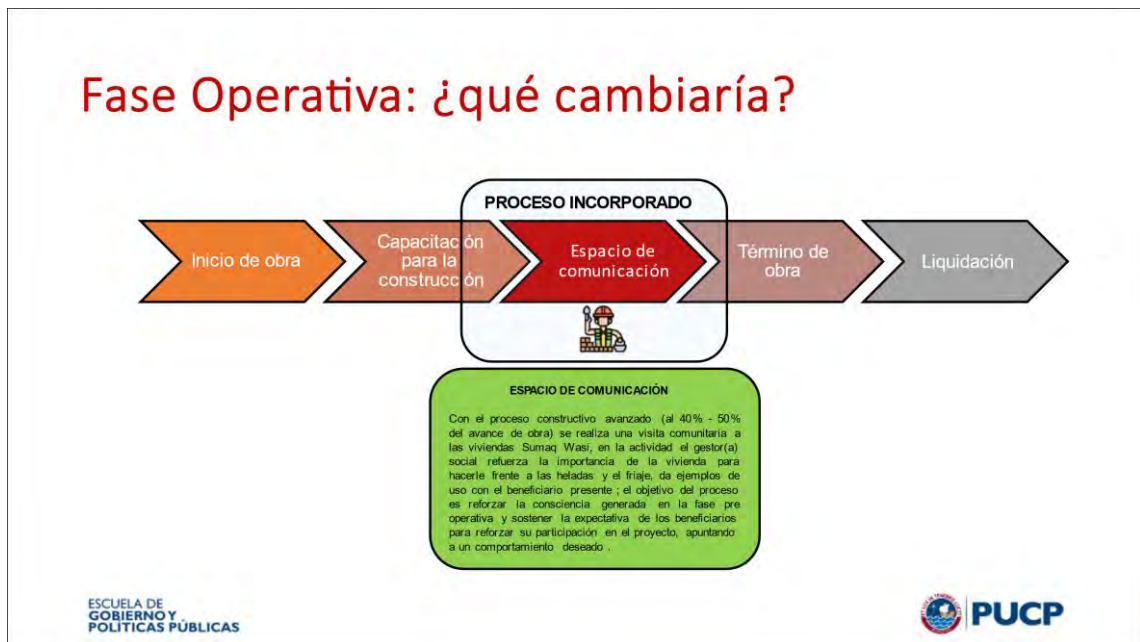 Fase Operativa: ¿qué cambiaría?
PROCESO INCORPORADO
Inicio de obra
Capacitación
para la
construcción
Espacio de
comunicación
Término de
obra
Liquidación
ESPACIO DE COMUNICACIÓN
Con el proceso constructivo avanzado (al 40% - 50%
del avance de obra) se realiza una visita comunitaria a
las viviendas Sumaq Wasi, en la actividad el gestor(a)
social refuerza la importancia de la vivienda para
hacerle frente a las heladas y el friaje, da ejemplos de
uso con el beneficiario presente ; el objetivo del proceso
es reforzar la consciencia generada en la fase pre
operativa y sostener la expectativa de los beneficiarios
para reforzar su participación en el proyecto, apuntando
a un comportamiento deseado .
ESCUELA DE
GOBIERNO Y
POLÍTICAS PÚBLICAS
PUCP